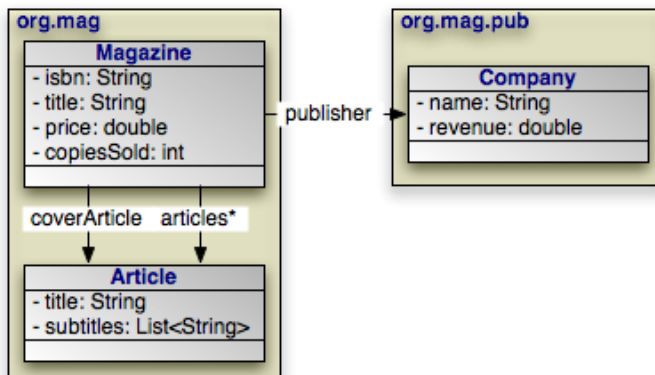 org.mag
Magazine
- isbn: String
- title: String
- price: double
- copiesSold: int
coverArticle articles*
Article
- title: String
- subtitles: List<String>
publisher
org.mag.pub
Company
- name: String
- revenue: double